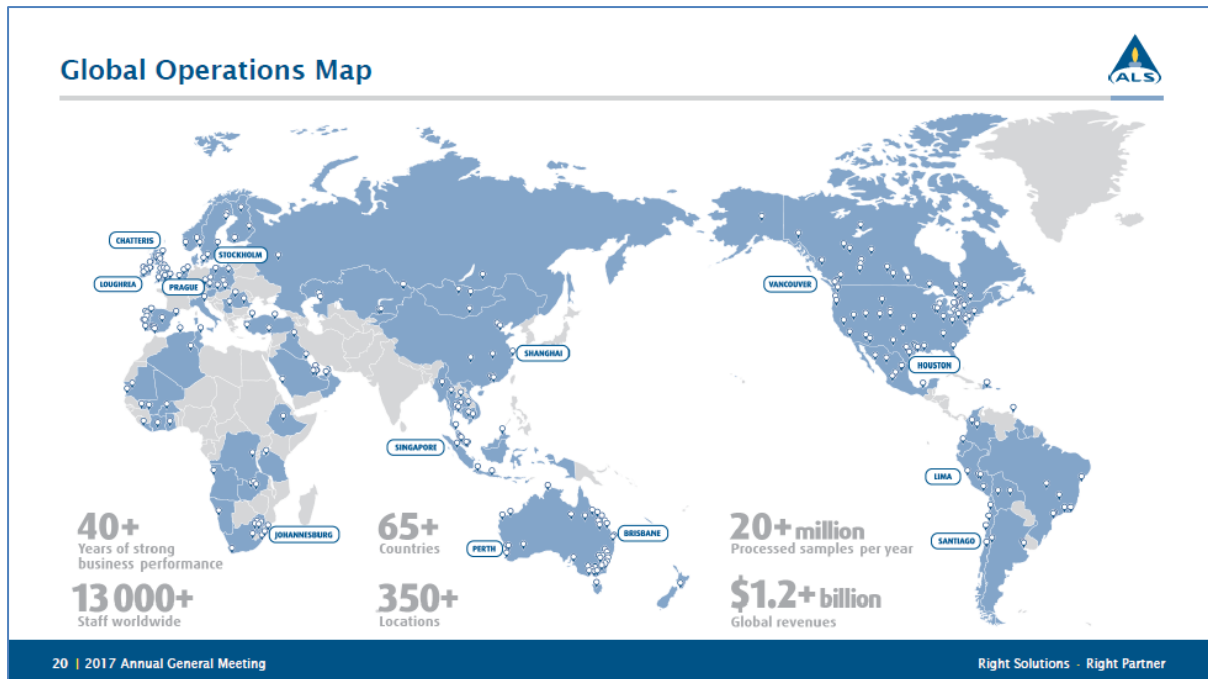 Global Operations Map
ALS
CHATTERIS
STOCKHOLM
LOUGHREA
PRAGUE
VANCOUVER
SHANGHAI
HOUSTON
SINGAPORE
LIMA
JOHANNESBURG
PERTH
BRISBANE
SANTIAGO
40+
Years of strong
business performance
65+
Countries
20+ million
Processed samples per year
13 000+
Staff worldwide
350+
Locations
$1.2+ billion
Global revenues
20 | 2017 Annual General Meeting
Right Solutions - Right Partner